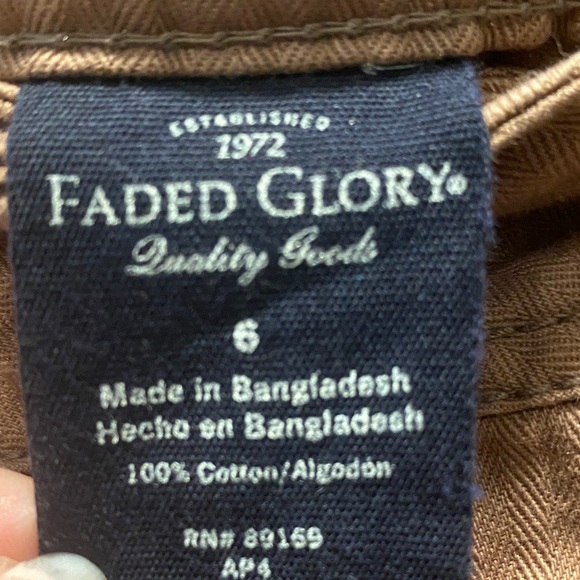 ESTABLISHED
1972
FADED GLORY®
Quality Goods
6
Made in Bangladesh
Hecho en Bangladesh
100% Cotton/Algodón
RN# 89169
AP4